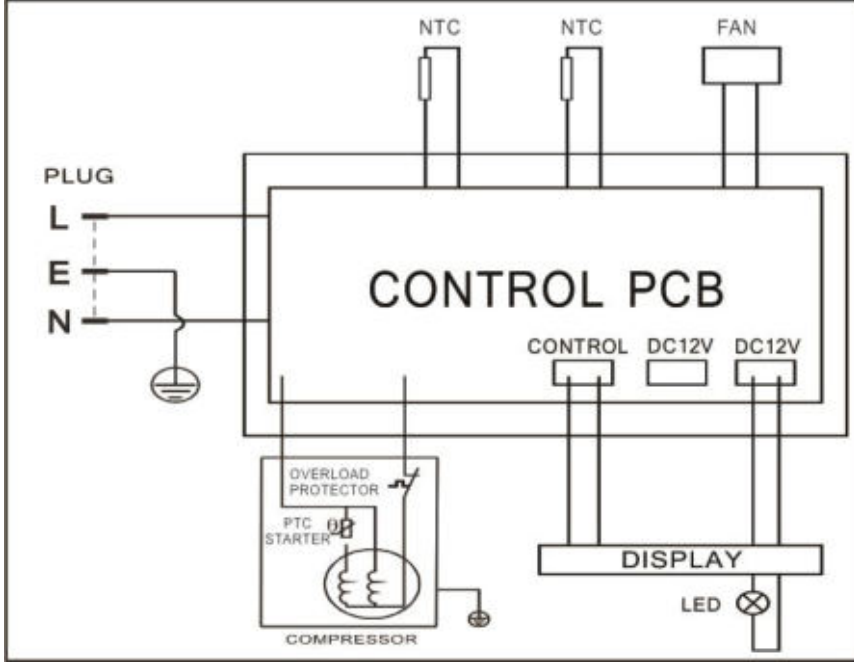 NTC
NTC
FAN
PLUG
L
E
N
CONTROL PCB
CONTROL
DC12V
DC12V
OVERLOAD
PROTECTOR
PTC
STARTER
θ
COMPRESSOR
DISPLAY
LED